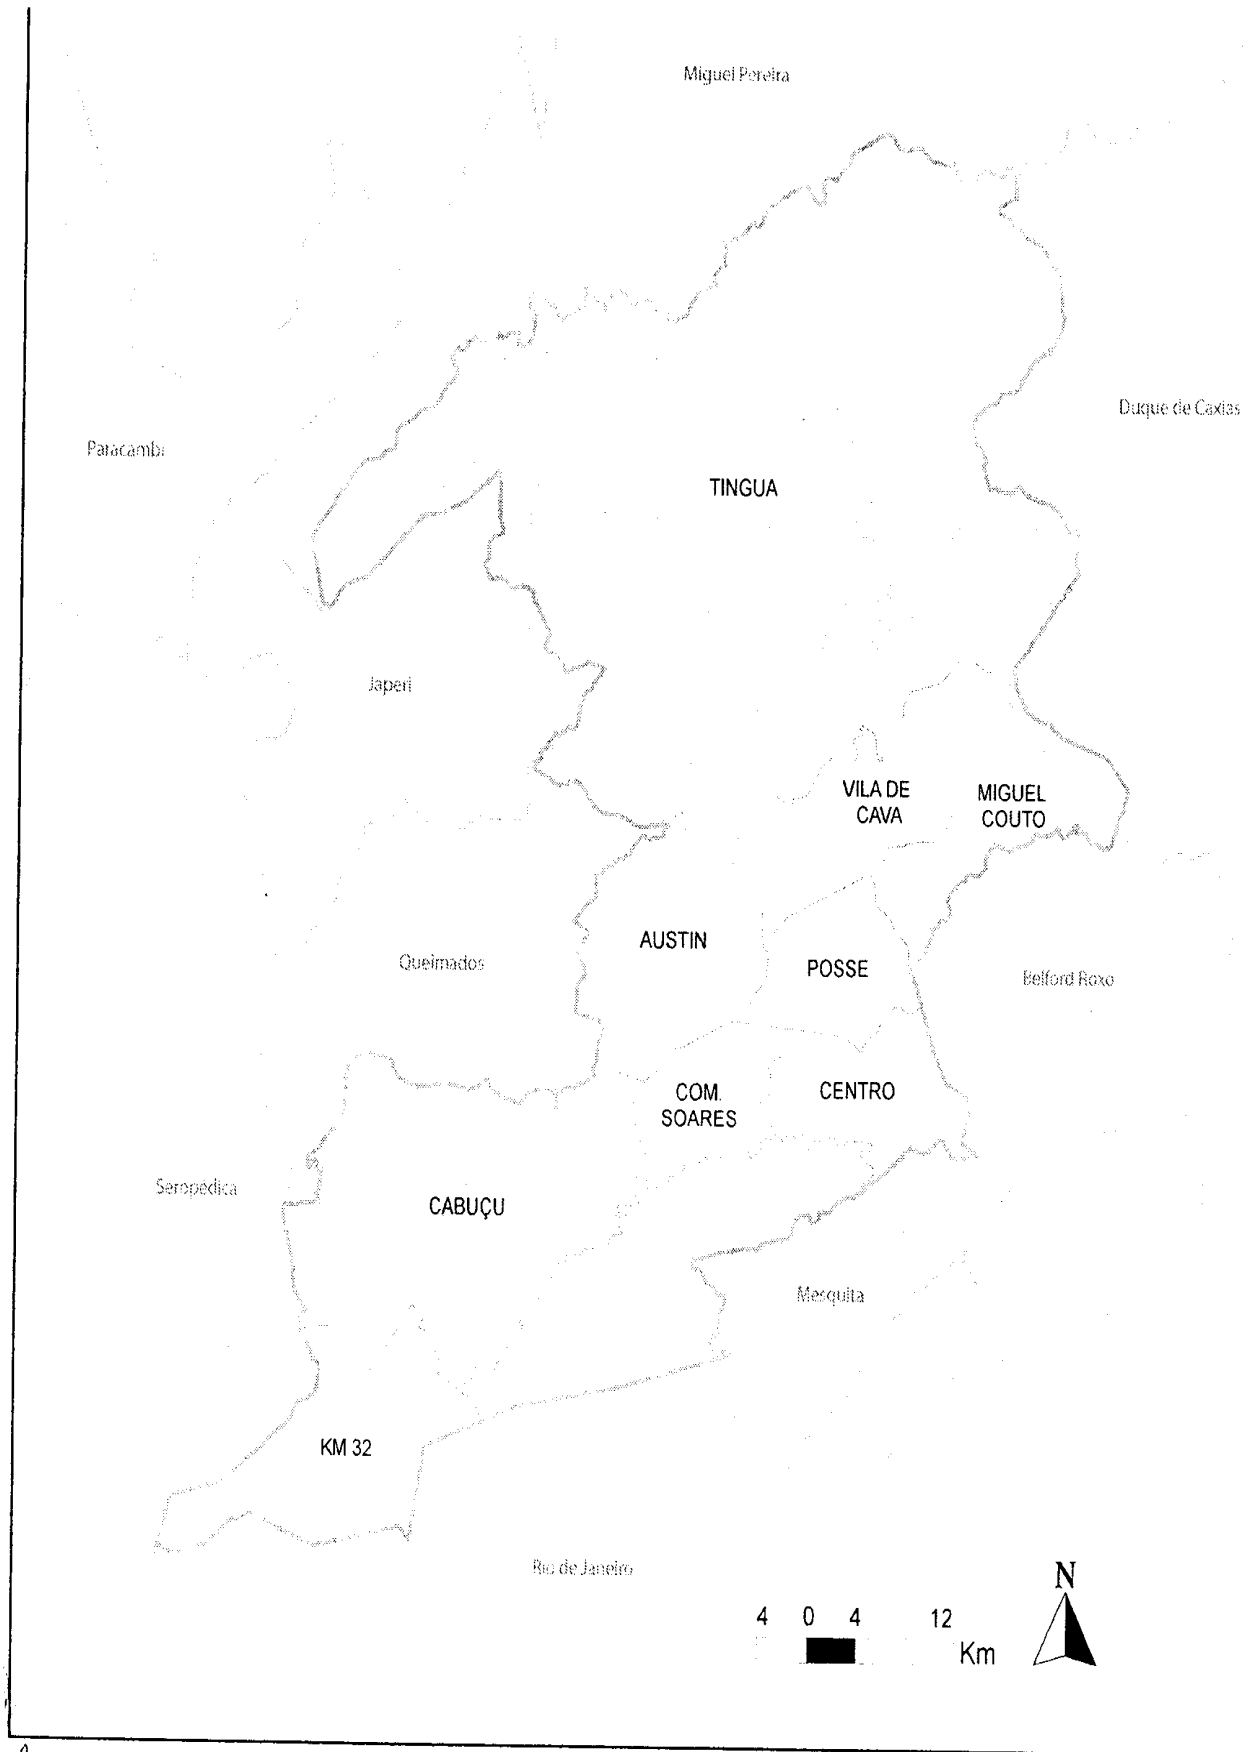 Miguel Pereira
Duque de Caxias
Paracambi
TINGUA
Japeri
VILA DE
CAVA
MIGUEL
COUTO
AUSTIN
POSSE
Queimados
Belford Roxo
COM.
SOARES
CENTRO
Seropédica
CABUÇU
Mesquita
KM 32
Rio de Janeiro
N
4 0 4 12
Km